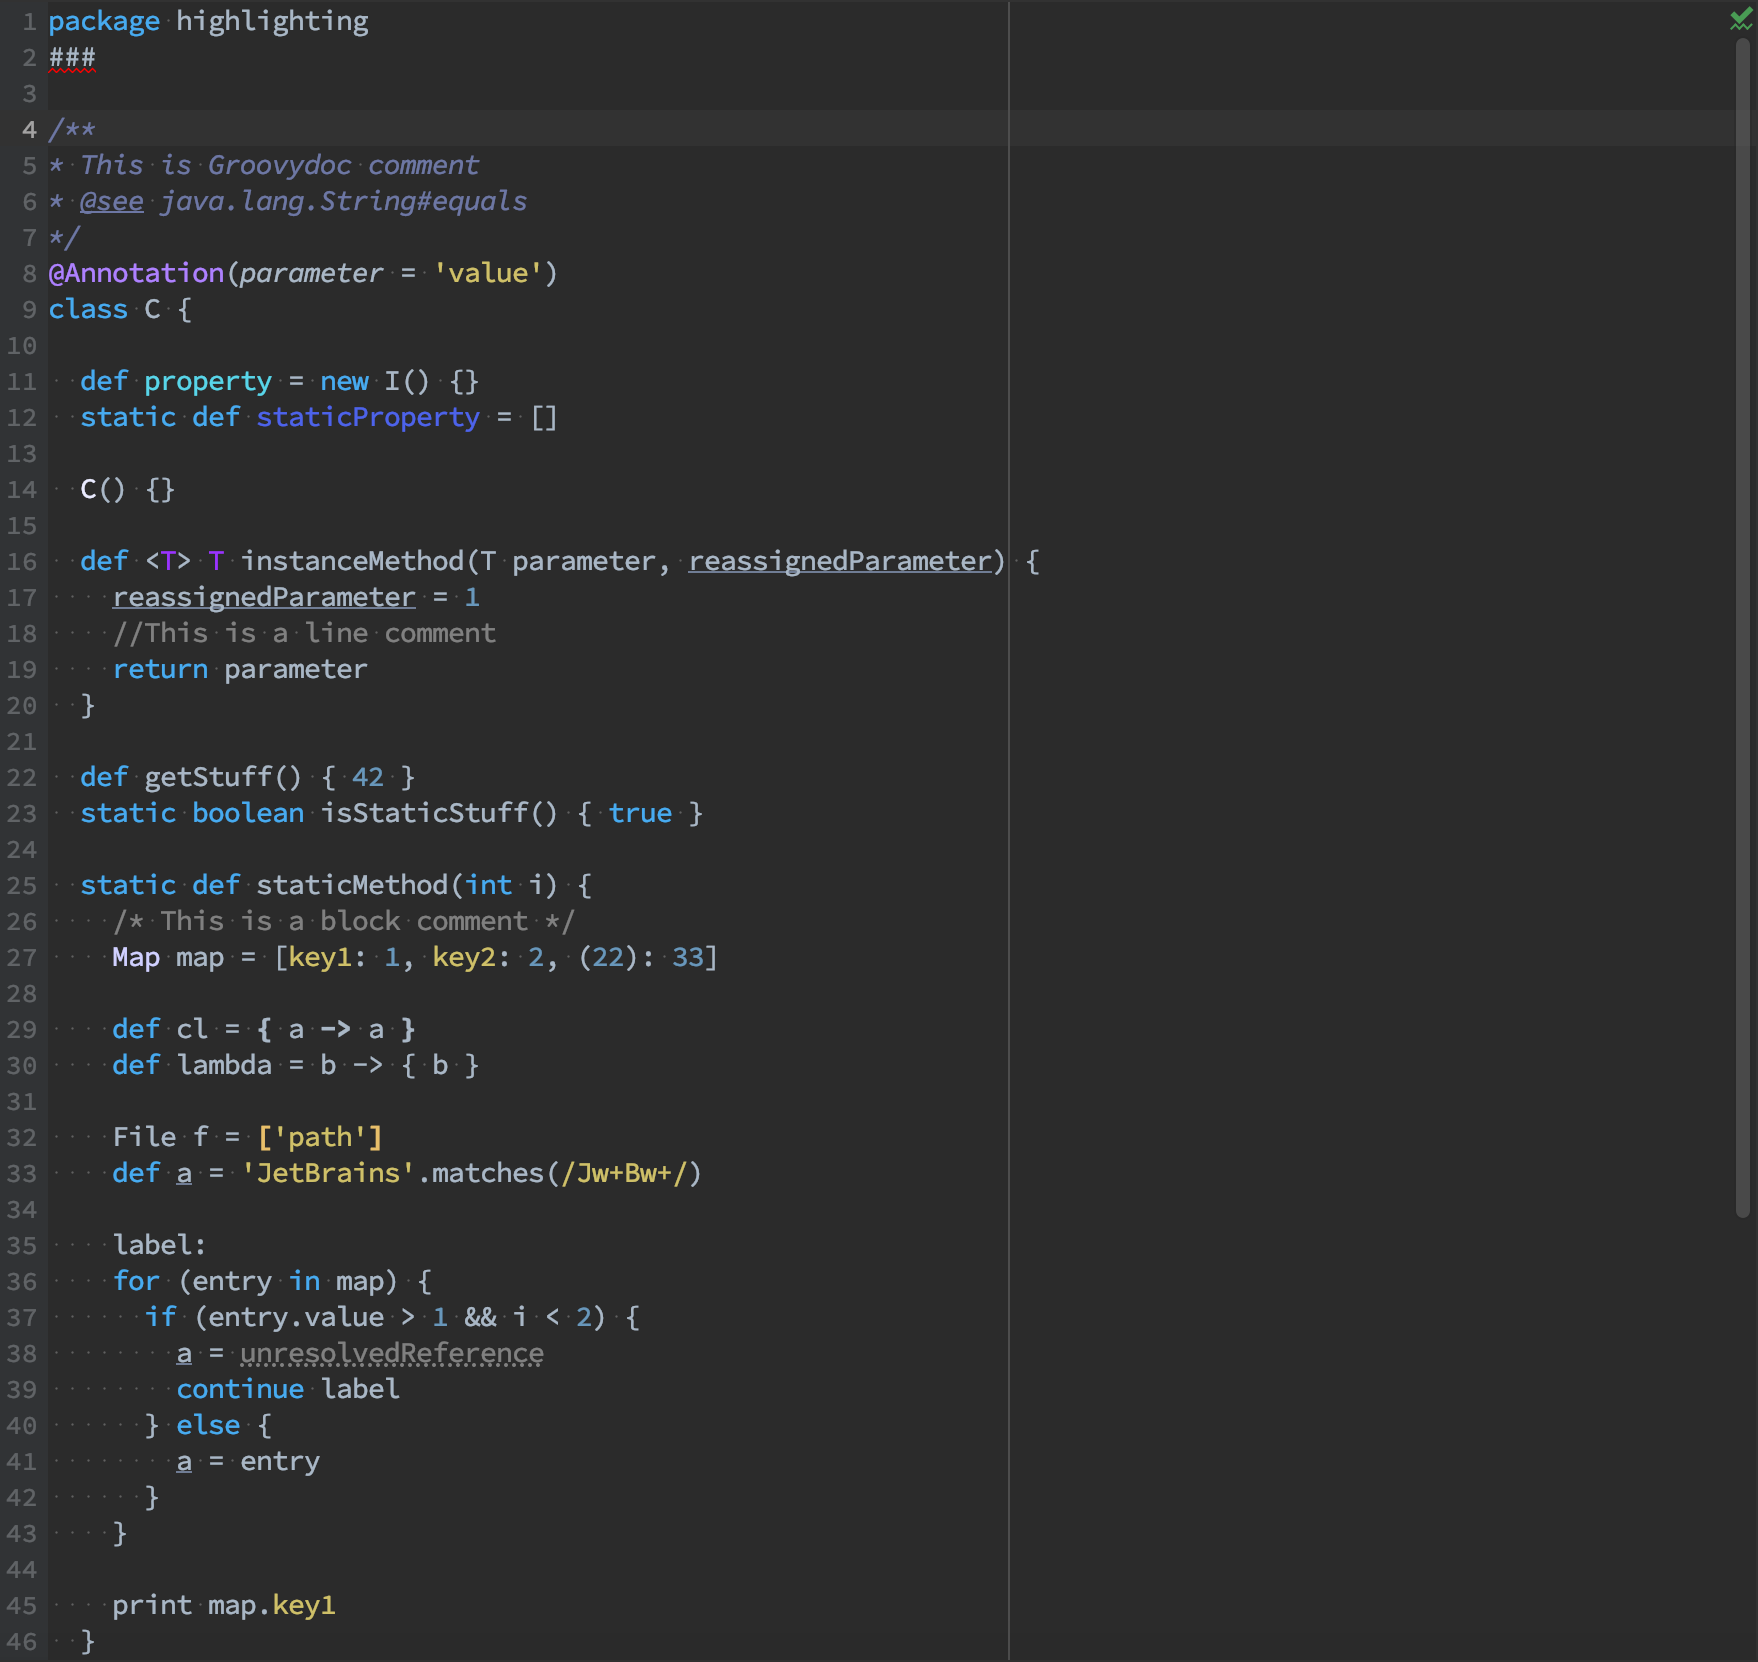 1 package highlighting
2 ###
3
4 /**
5 * This is Groovydoc comment
6 * @see java.lang.String#equals
7 */
8 @Annotation(parameter = 'value')
9 class C {
10
11   def property = new I() {}
12   static def staticProperty = []
13
14   C() {}
15
16   def <T> T instanceMethod(T parameter, reassignedParameter) {
17     reassignedParameter = 1
18     //This is a line comment
19     return parameter
20   }
21
22   def getStuff() { 42 }
23   static boolean isStaticStuff() { true }
24
25   static def staticMethod(int i) {
26     /* This is a block comment */
27     Map map = [key1: 1, key2: 2, (22): 33]
28
29     def cl = { a -> a }
30     def lambda = b -> { b }
31
32     File f = ['path']
33     def a = 'JetBrains'.matches(/Jw+Bw+/)
34
35     label:
36     for (entry in map) {
37       if (entry.value > 1 && i < 2) {
38         a = unresolvedReference
39         continue label
40       } else {
41         a = entry
42       }
43     }
44
45     print map.key1
46   }